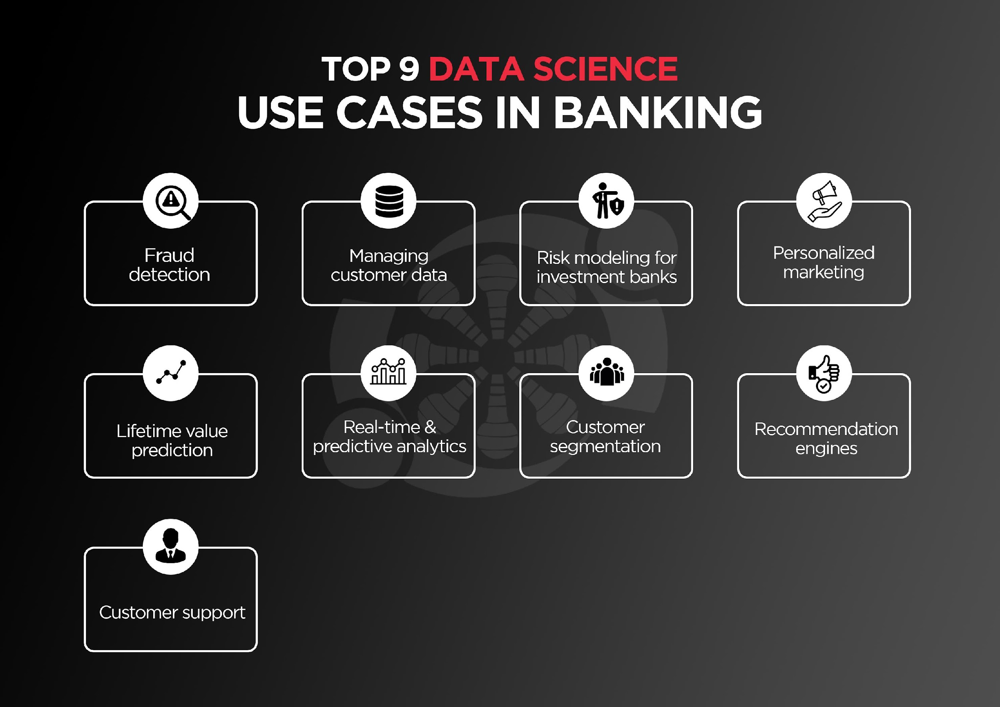 TOP 9 DATA SCIENCE
USE CASES IN BANKING
Fraud
detection
Managing
customer data
Risk modeling for
investment banks
Personalized
marketing
Lifetime value
prediction
Real-time &
predictive analytics
Customer
segmentation
Recommendation
engines
Customer support